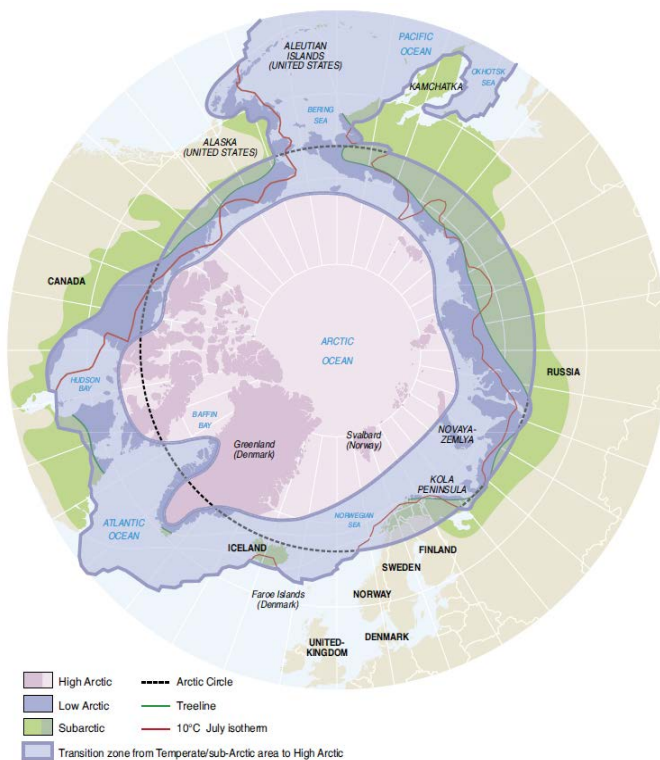 PACIFIC
OCEAN
ALEUTIAN
ISLANDS
(UNITED STATES)
OKHOTSK
SEA
KAMCHATKA
BERING
SEA
ALASKA
(UNITED STATES)
CANADA
ARCTIC
OCEAN
RUSSIA
HUDSON
BAY
BAFFIN
BAY
Greenland
(Denmark)
Svalbard
(Norway)
NOVAYA-
ZEMLYA
KOLA
PENINSULA
NORWEGIAN
SEA
ATLANTIC
OCEAN
ICELAND
FINLAND
SWEDEN
Faroe Islands
(Denmark)
NORWAY
DENMARK
UNITED-
KINGDOM
High Arctic
Arctic Circle
Low Arctic
Treeline
Subarctic
10°C July isotherm
Transition zone from Temperate/sub-Arctic area to High Arctic